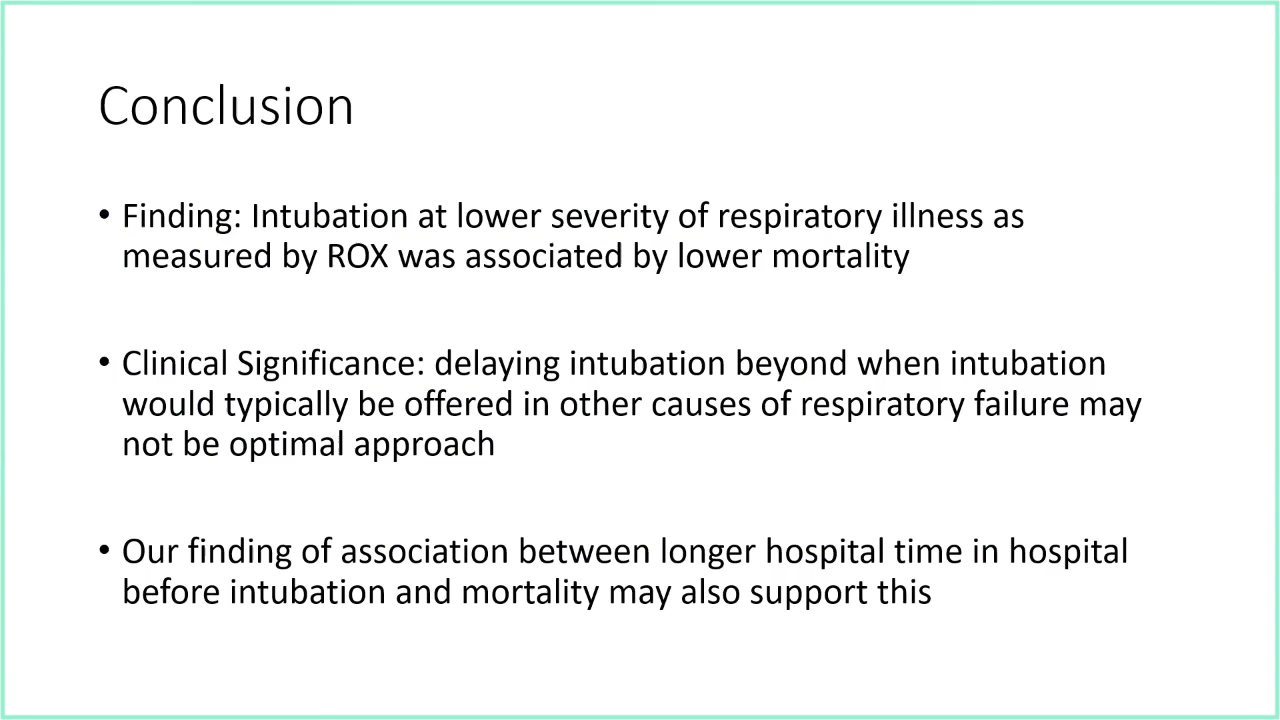 Conclusion
• Finding: Intubation at lower severity of respiratory illness as
measured by ROX was associated by lower mortality
• Clinical Significance: delaying intubation beyond when intubation
would typically be offered in other causes of respiratory failure may
not be optimal approach
• Our finding of association between longer hospital time in hospital
before intubation and mortality may also support this